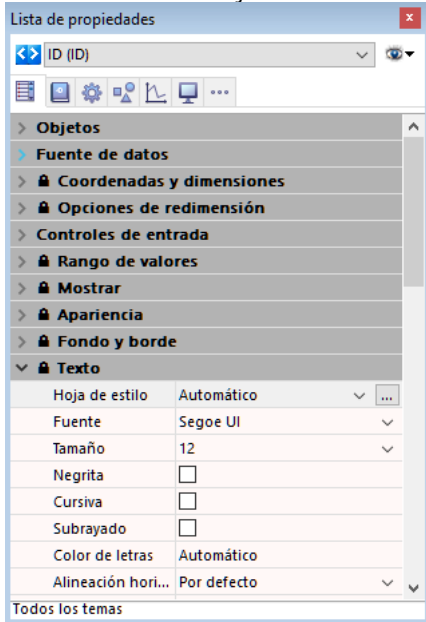 Lista de propiedades
ID (ID)
Objetos
Fuente de datos
Coordenadas y dimensiones
Opciones de redimensión
Controles de entrada
Rango de valores
Mostrar
Apariencia
Fondo y borde
Texto
Hoja de estilo Automático ...
Fuente Segoe UI
Tamaño 12
Negrita
Cursiva
Subrayado
Color de letras Automático
Alineación hori... Por defecto
Todos los temas